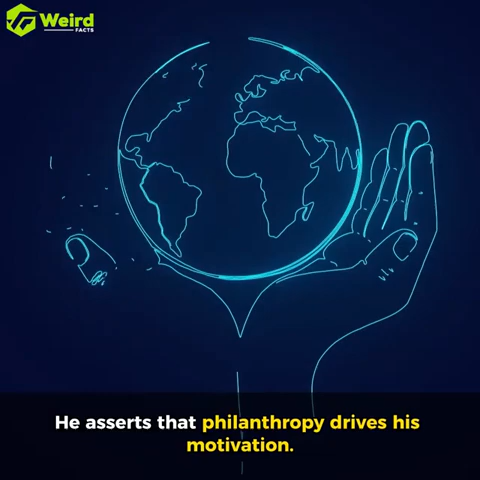 Weird
FACTS
He asserts that philanthropy drives his
motivation.